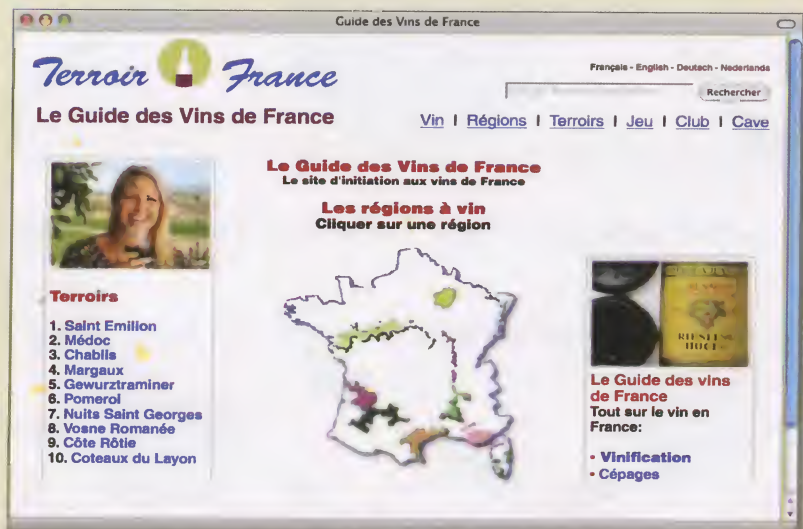 Guide des Vins de France
Terroir France
Français - English - Deutsch - Nederlands
Rechercher
Le Guide des Vins de France
Vin I Régions I Terroirs I Jeu I Club I Cave
Le Guide des Vins de France
Le site d'initiation aux vins de France
Les régions à vin
Cliquer sur une région
Terroirs
1. Saint Emilion
2. Médoc
3. Chablis
4. Margaux
5. Gewurztraminer
6. Pomerol
7. Nuits Saint Georges
8. Vosne Romanée
9. Côte Rôtie
10. Coteaux du Layon
RIESLING
HUGEL
Le Guide des vins
de France
Tout sur le vin en
France:
• Vinification
• Cépages